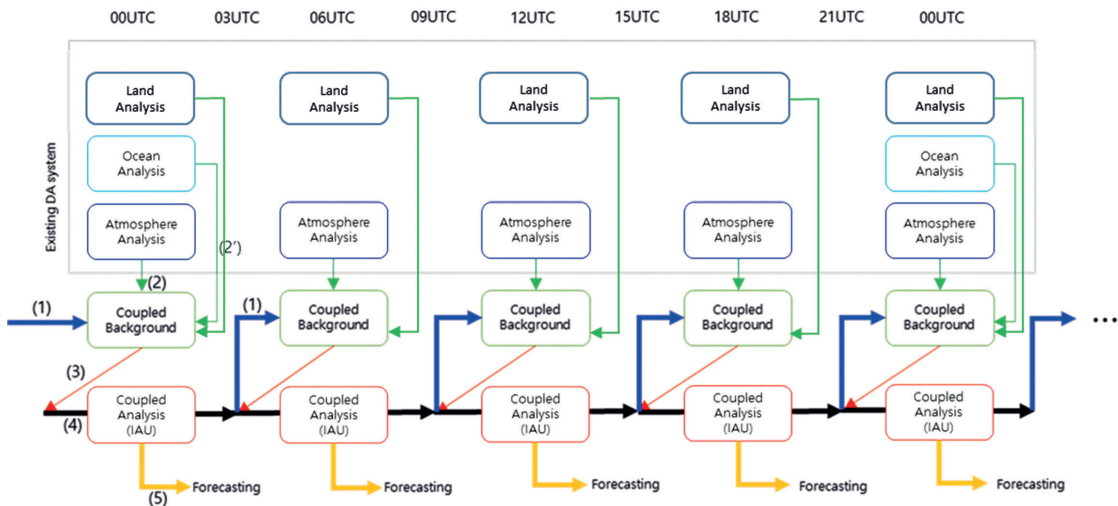 00UTC 03UTC 06UTC 09UTC 12UTC 15UTC 18UTC 21UTC 00UTC
Existing DA system
Land
Analysis
Land
Analysis
Land
Analysis
Land
Analysis
Land
Analysis
Ocean
Analysis
Ocean
Analysis
Atmosphere
Analysis
Atmosphere
Analysis
Atmosphere
Analysis
Atmosphere
Analysis
Atmosphere
Analysis
(2')
(2)
(1)
Coupled
Background
(1)
Coupled
Background
Coupled
Background
Coupled
Background
Coupled
Background
...
(3)
(4)
Coupled
Analysis
(IAU)
Coupled
Analysis
(IAU)
Coupled
Analysis
(IAU)
Coupled
Analysis
(IAU)
Coupled
Analysis
(IAU)
(5)
Forecasting
Forecasting
Forecasting
Forecasting
Forecasting